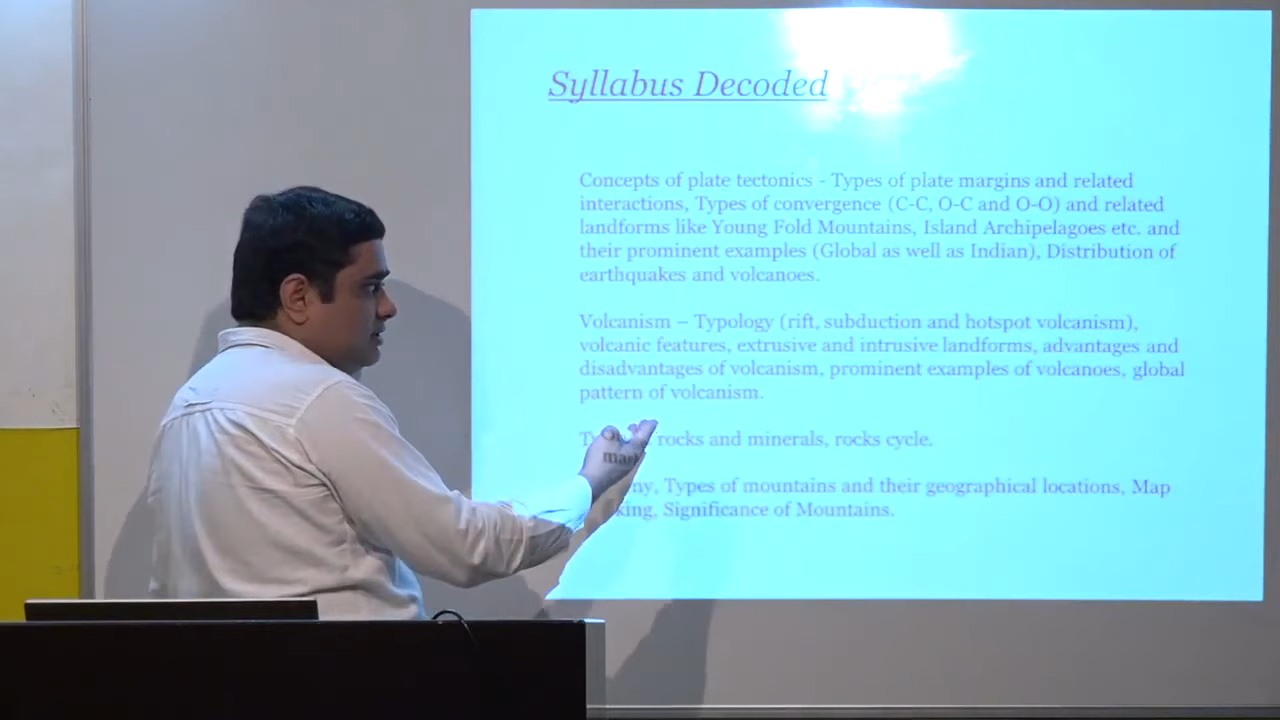 Syllabus Decoded
Concepts of plate tectonics - Types of plate margins and related
interactions, Types of convergence (C-C, O-C and O-O) and related
landforms like Young Fold Mountains, Island Archipelagoes etc. and
their prominent examples (Global as well as Indian), Distribution of
earthquakes and volcanoes.
Volcanism – Typology (rift, subduction and hotspot volcanism),
volcanic features, extrusive and intrusive landforms, advantages and
disadvantages of volcanism, prominent examples of volcanoes, global
pattern of volcanism.
rocks and minerals, rocks cycle.
Types of mountains and their geographical locations, Map
Significance of Mountains.